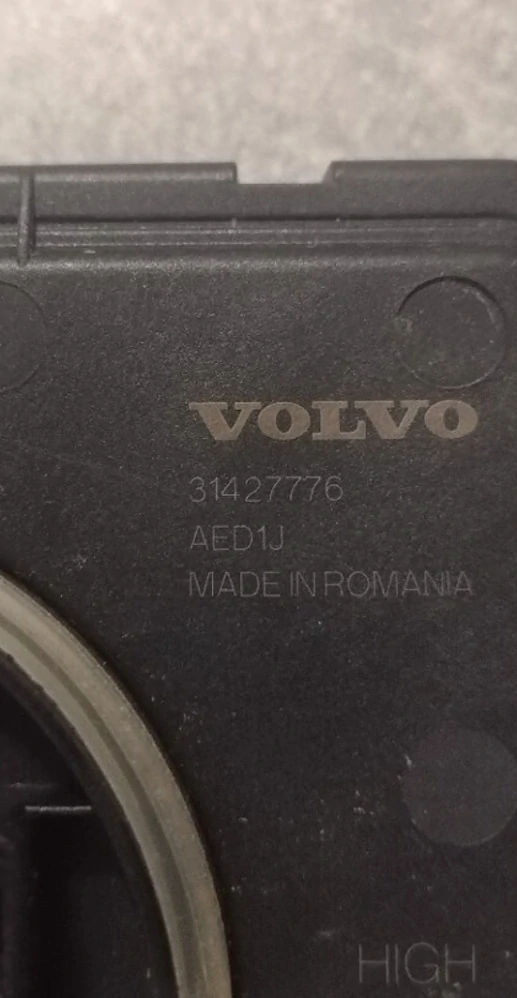 VOLVO
31427776
AED1J
MADE IN ROMANIA
HIGH